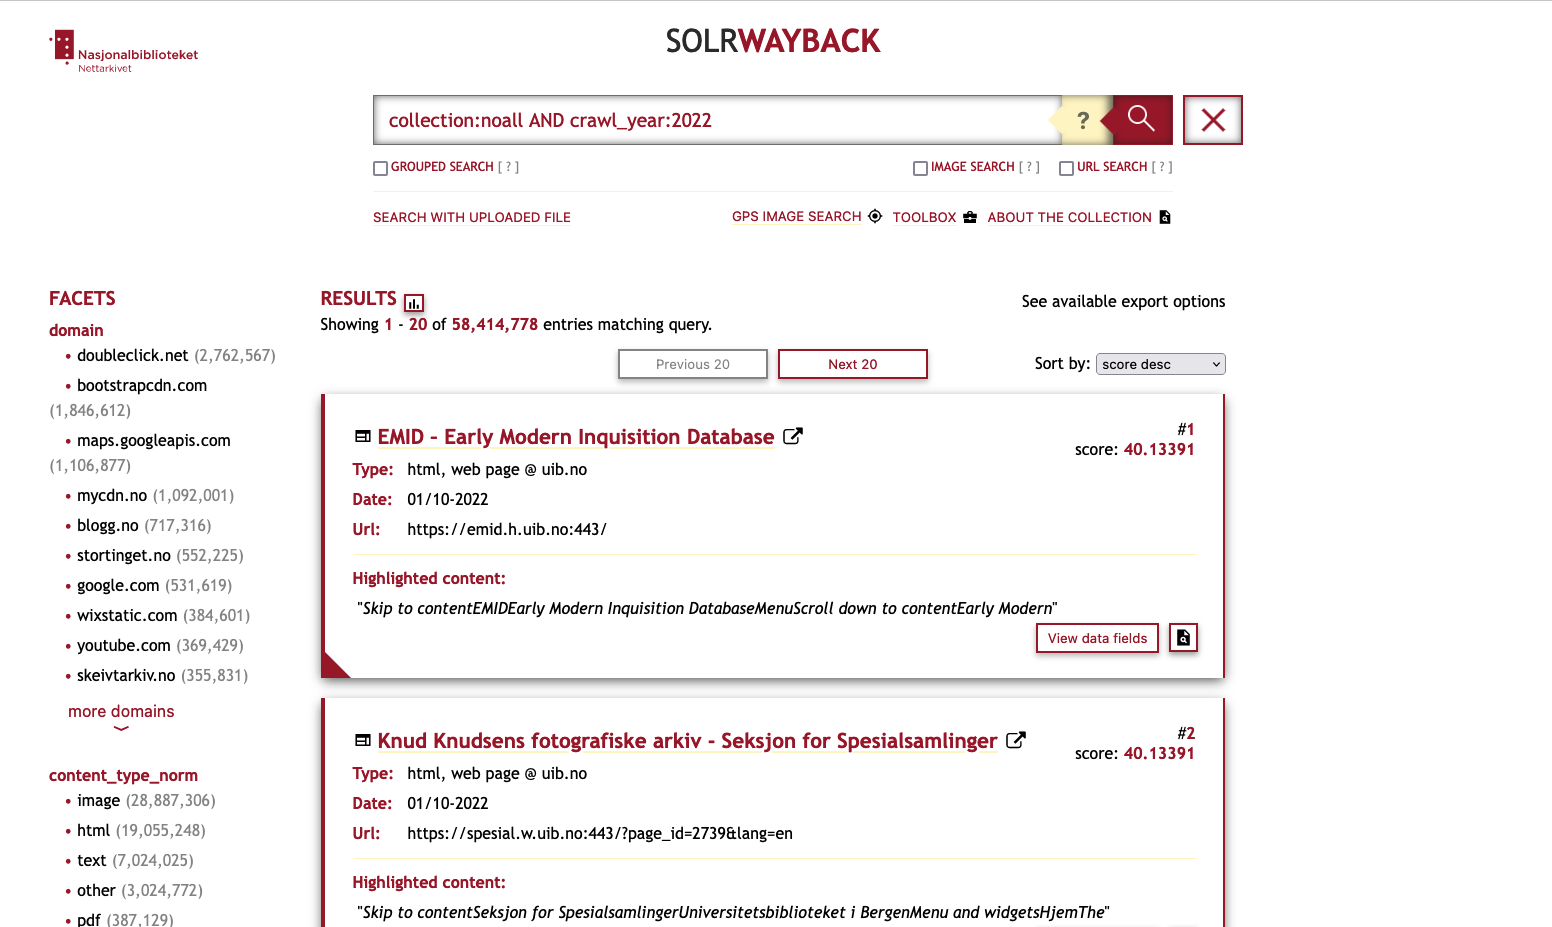 Nasjonalbiblioteket
Nettarkivet
SOLRWAYBACK
collection:noall AND crawl_year:2022
?
GROUPED SEARCH [ ? ]
IMAGE SEARCH [ ? ]
URL SEARCH [ ? ]
SEARCH WITH UPLOADED FILE
GPS IMAGE SEARCH
TOOLBOX
ABOUT THE COLLECTION
FACETS
domain
• doubleclick.net (2,762,567)
• bootstrapcdn.com
(1,846,612)
• maps.googleapis.com
(1,106,877)
• mycdn.no (1,092,001)
• blogg.no (717,316)
• stortinget.no (552,225)
• google.com (531,619)
• wixstatic.com (384,601)
• youtube.com (369,429)
• skeivtarkiv.no (355,831)
more domains
content_type_norm
• image (28,887,306)
• html (19,055,248)
• text (7,024,025)
• other (3,024,772)
• pdf (387,129)
RESULTS
See available export options
Showing 1 - 20 of 58,414,778 entries matching query.
Previous 20
Next 20
Sort by: score desc
EMID - Early Modern Inquisition Database
#1
score: 40.13391
Type: html, web page @ uib.no
Date: 01/10-2022
Url: https://emid.h.uib.no:443/
Highlighted content:
"Skip to contentEMIDEarly Modern Inquisition DatabaseMenuScroll down to contentEarly Modern"
View data fields
Knud Knudsens fotografiske arkiv - Seksjon for Spesialsamlinger
#2
score: 40.13391
Type: html, web page @ uib.no
Date: 01/10-2022
Url: https://spesial.w.uib.no:443/?page_id=2739&lang=en
Highlighted content:
"Skip to contentSeksjon for SpesialsamlingerUniversitetsbiblioteket i BergenMenu and widgetsHjemThe"